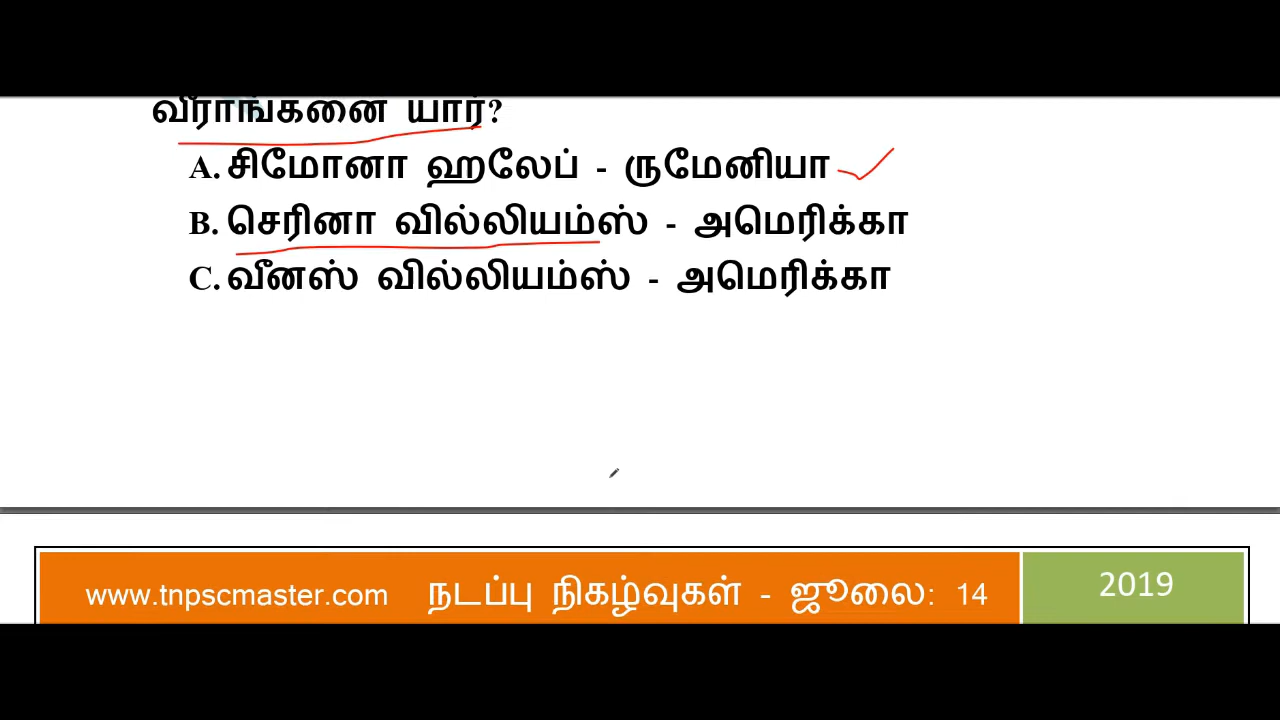 வீராங்கனை யார்?
A. சிமோனா ஹலேப் - ருமேனியா
B. செரினா வில்லியம்ஸ் - அமெரிக்கா
C. வீனஸ் வில்லியம்ஸ் - அமெரிக்கா
www.tnpscmaster.com நடப்பு நிகழ்வுகள் - ஜூலை: 14 2019